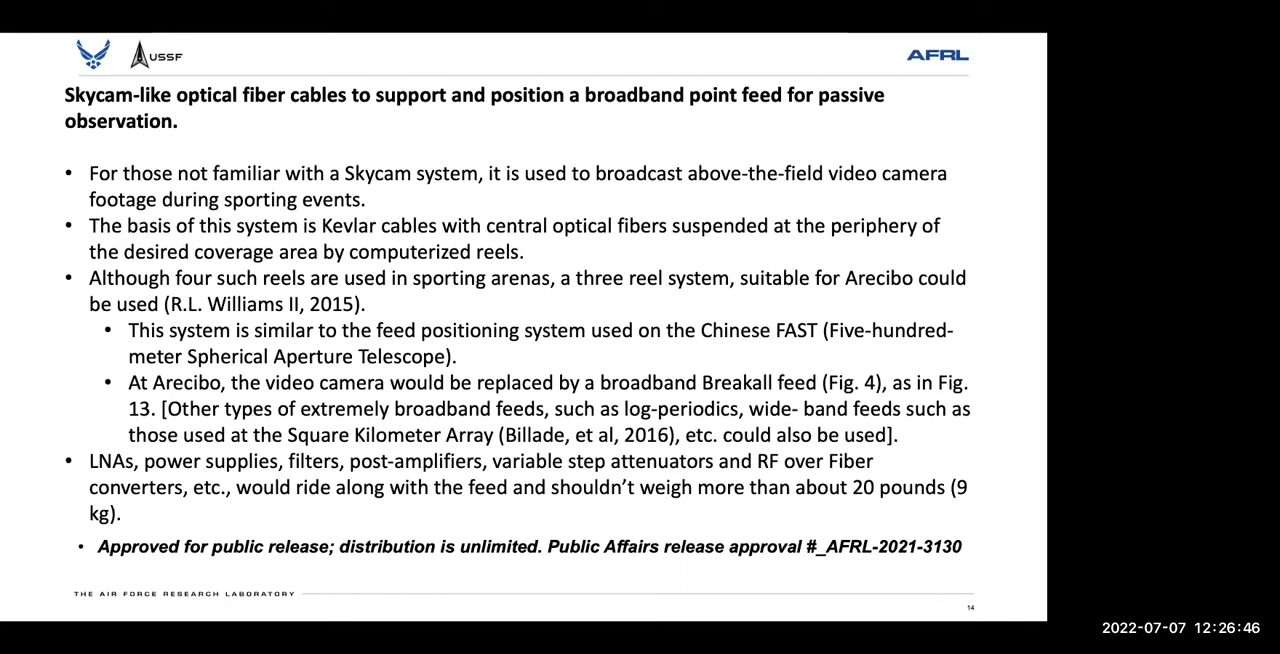 USSF
AFRL
Skycam-like optical fiber cables to support and position a broadband point feed for passive
observation.
• For those not familiar with a Skycam system, it is used to broadcast above-the-field video camera
footage during sporting events.
• The basis of this system is Kevlar cables with central optical fibers suspended at the periphery of
the desired coverage area by computerized reels.
• Although four such reels are used in sporting arenas, a three reel system, suitable for Arecibo could
be used (R.L. Williams II, 2015).
• This system is similar to the feed positioning system used on the Chinese FAST (Five-hundred-
meter Spherical Aperture Telescope).
• At Arecibo, the video camera would be replaced by a broadband Breakall feed (Fig. 4), as in Fig.
13. [Other types of extremely broadband feeds, such as log-periodics, wide- band feeds such as
those used at the Square Kilometer Array (Billade, et al, 2016), etc. could also be used].
• LNAs, power supplies, filters, post-amplifiers, variable step attenuators and RF over Fiber
converters, etc., would ride along with the feed and shouldn’t weigh more than about 20 pounds (9
kg).
• Approved for public release; distribution is unlimited. Public Affairs release approval #_AFRL-2021-3130
THE AIR FORCE RESEARCH LABORATORY
14
2022-07-07 12:26:46